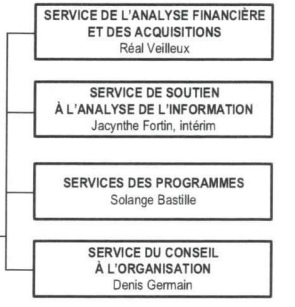 SERVICE DE L'ANALYSE FINANCIÈRE
ET DES ACQUISITIONS
Réal Veilleux
SERVICE DE SOUTIEN
À L'ANALYSE DE L'INFORMATION
Jacynthe Fortin, intérim
SERVICES DES PROGRAMMES
Solange Bastille
SERVICE DU CONSEIL
À L'ORGANISATION
Denis Germain